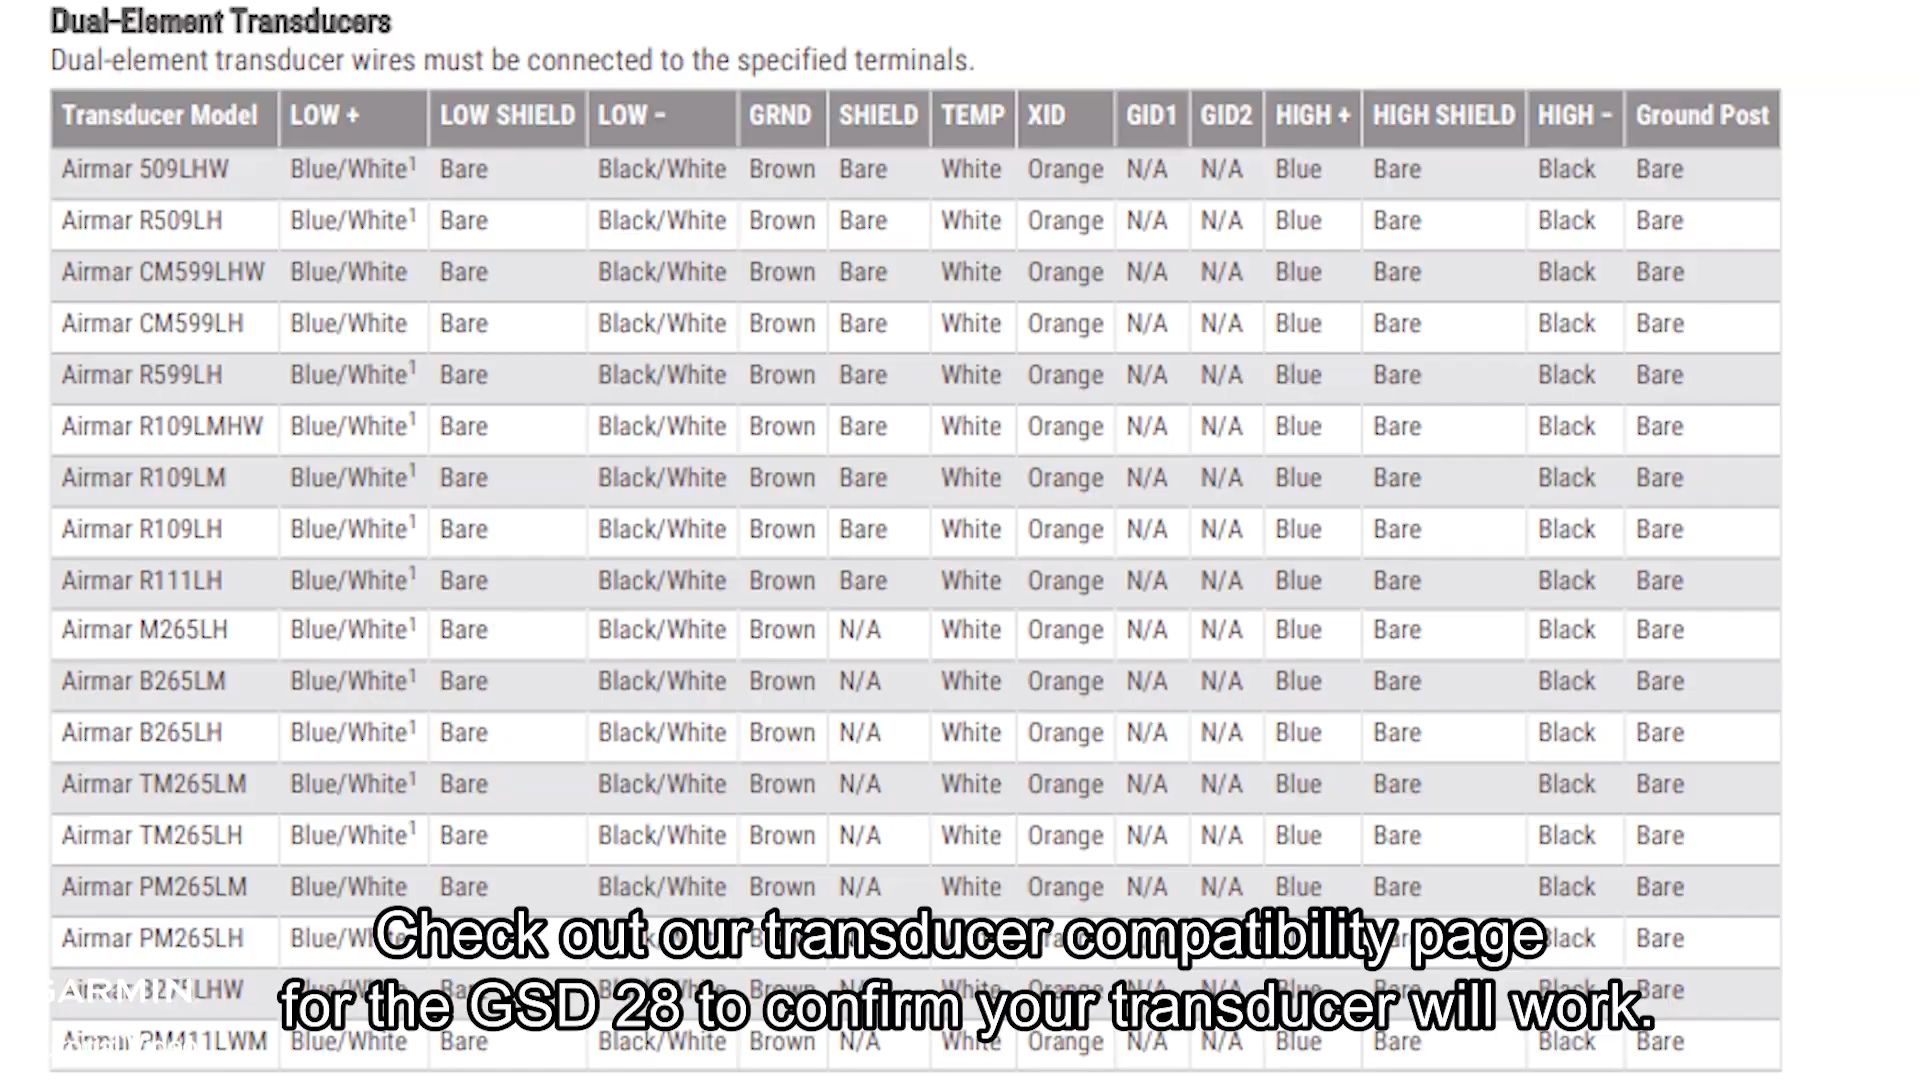 Dual-Element Transducers
Dual-element transducer wires must be connected to the specified terminals.
Transducer Model LOW + LOW SHIELD LOW - GRND SHIELD TEMP XID GID1 GID2 HIGH + HIGH SHIELD HIGH - Ground Post
Airmar 509LHW Blue/White¹ Bare Black/White Brown Bare White Orange N/A N/A Blue Bare Black Bare
Airmar R509LH Blue/White¹ Bare Black/White Brown Bare White Orange N/A N/A Blue Bare Black Bare
Airmar CM599LHW Blue/White Bare Black/White Brown Bare White Orange N/A N/A Blue Bare Black Bare
Airmar CM599LH Blue/White Bare Black/White Brown Bare White Orange N/A N/A Blue Bare Black Bare
Airmar R599LH Blue/White¹ Bare Black/White Brown Bare White Orange N/A N/A Blue Bare Black Bare
Airmar R109LMHW Blue/White¹ Bare Black/White Brown Bare White Orange N/A N/A Blue Bare Black Bare
Airmar R109LM Blue/White¹ Bare Black/White Brown Bare White Orange N/A N/A Blue Bare Black Bare
Airmar R109LH Blue/White¹ Bare Black/White Brown Bare White Orange N/A N/A Blue Bare Black Bare
Airmar R111LH Blue/White¹ Bare Black/White Brown Bare White Orange N/A N/A Blue Bare Black Bare
Airmar M265LH Blue/White¹ Bare Black/White Brown N/A White Orange N/A N/A Blue Bare Black Bare
Airmar B265LM Blue/White¹ Bare Black/White Brown N/A White Orange N/A N/A Blue Bare Black Bare
Airmar B265LH Blue/White¹ Bare Black/White Brown N/A White Orange N/A N/A Blue Bare Black Bare
Airmar TM265LM Blue/White¹ Bare Black/White Brown N/A White Orange N/A N/A Blue Bare Black Bare
Airmar TM265LH Blue/White¹ Bare Black/White Brown N/A White Orange N/A N/A Blue Bare Black Bare
Airmar PM265LM Blue/White Bare Black/White Brown N/A White Orange N/A N/A Blue Bare Black Bare
Airmar PM265LH Black Bare
Check out our transducer compatibility page
GARMIN Bare
for the GSD 28 to confirm your transducer will work.
Airmar PM411LWM Blue/White Bare Black/White Brown N/A White Orange N/A N/A Blue Bare Black Bare